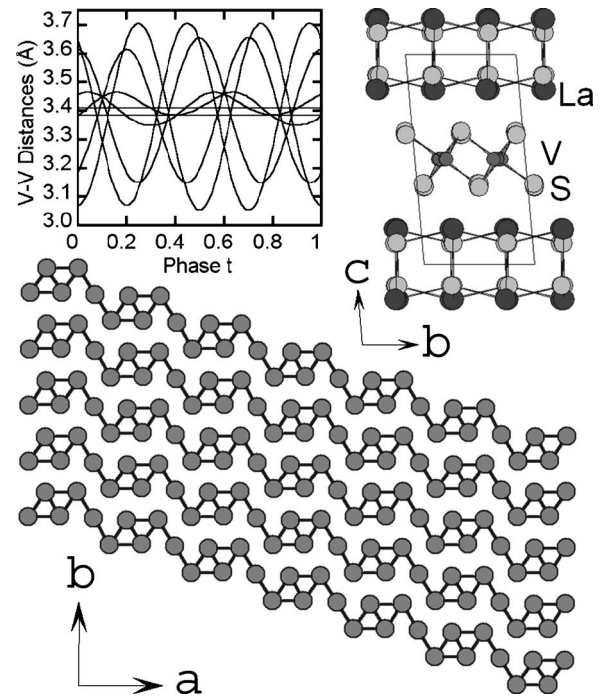 3.7
3.6
3.5
3.4
3.3
3.2
3.1
3.0
V-V Distances (Å)
0 0.2 0.4 0.6 0.8 1
Phase t
La
V
S
c
b
b
a